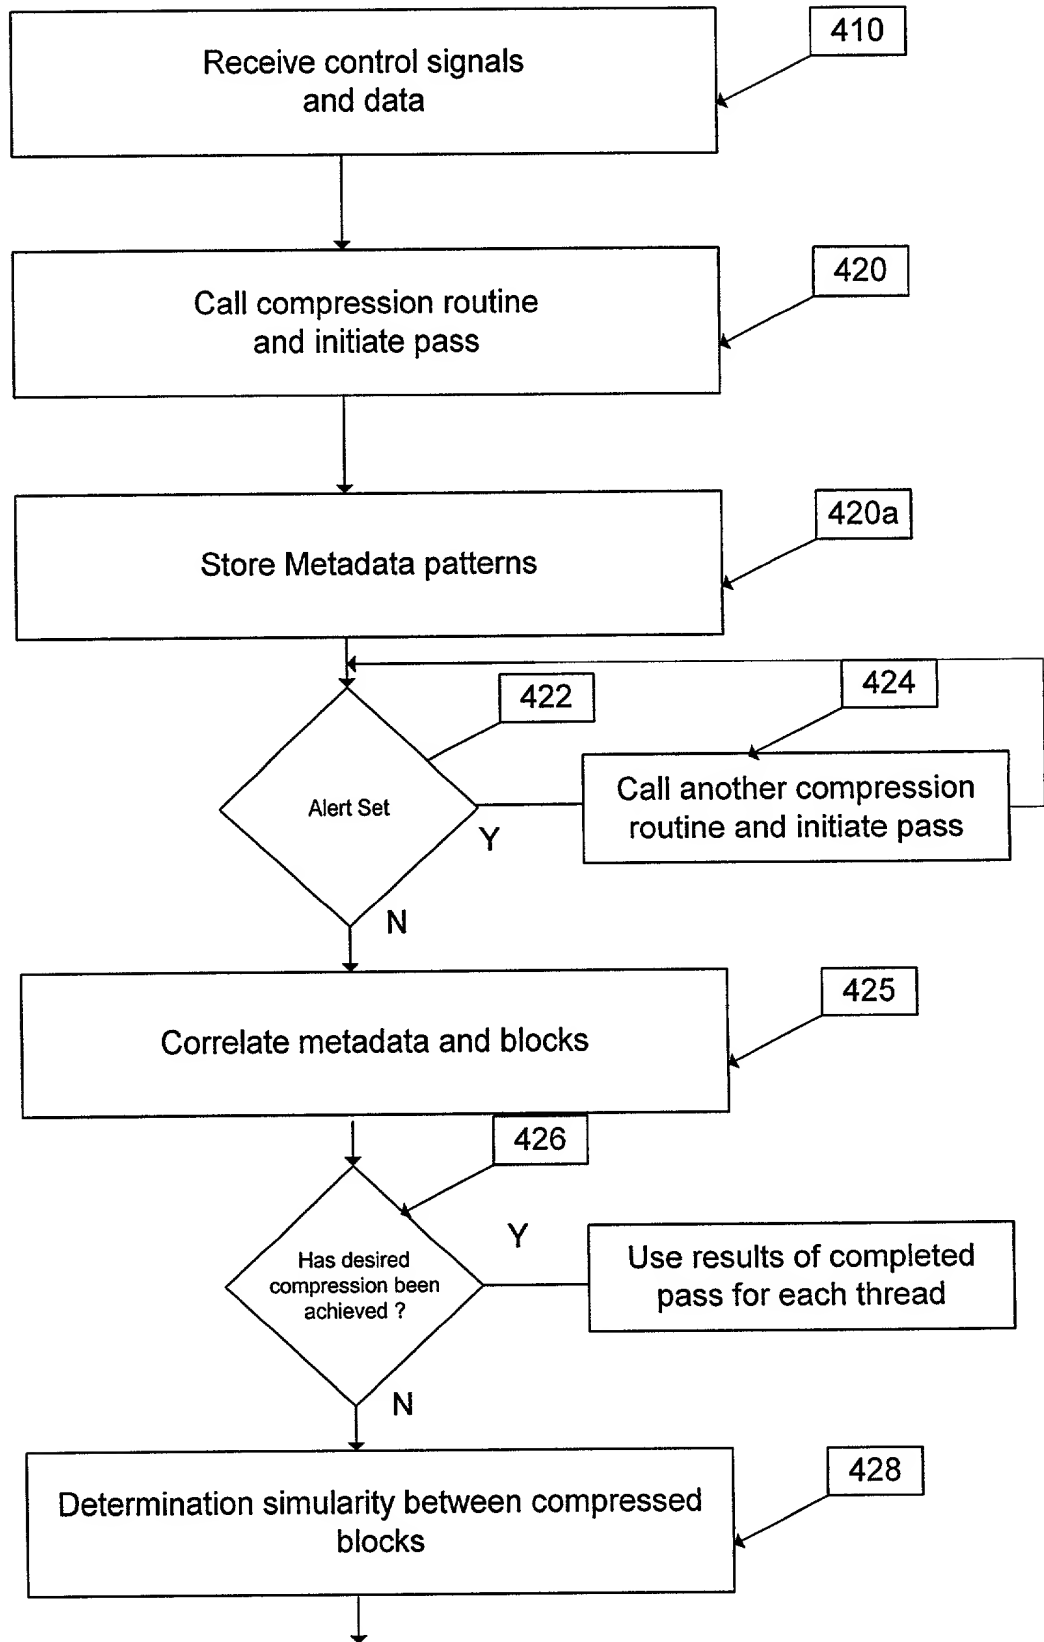 410
Receive control signals
and data
420
Call compression routine
and initiate pass
420a
Store Metadata patterns
422
424
Alert Set
Y
Call another compression
routine and initiate pass
N
425
Correlate metadata and blocks
426
Has desired
compression been
achieved ?
Y
Use results of completed
pass for each thread
N
428
Determination simularity between compressed
blocks